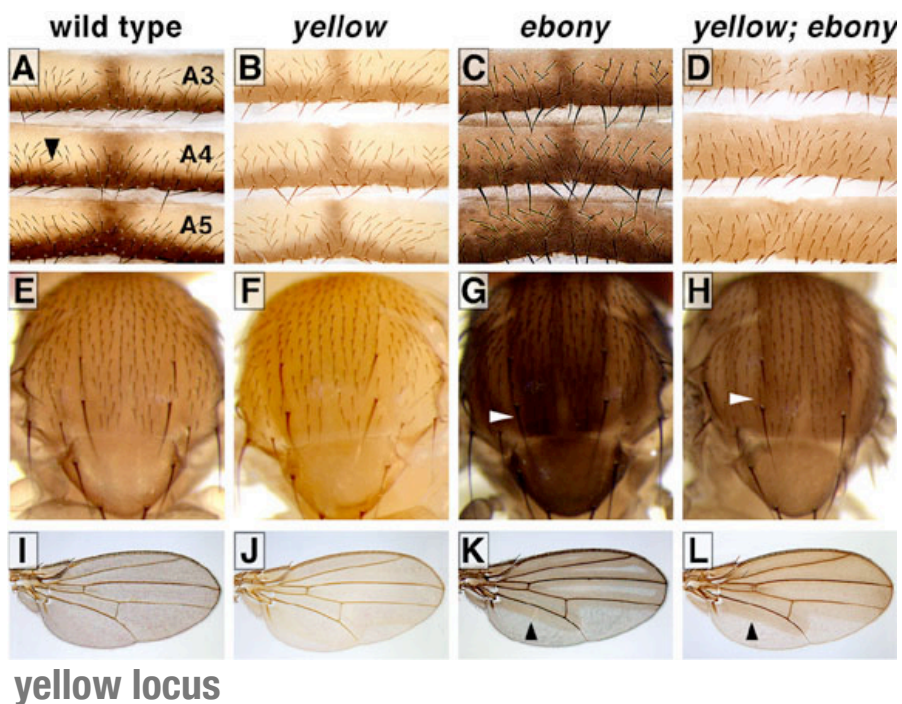 wild type yellow ebony yellow; ebony
A A3 B C D
A4
A5
E F G H
I J K L
yellow locus